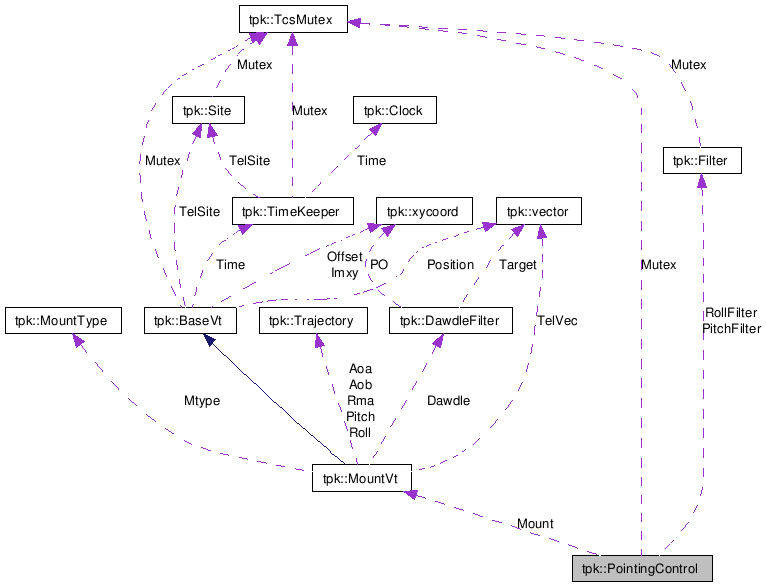 tpk::TcsMutex
Mutex
Mutex
tpk::Site
Mutex
tpk::Clock
Mutex
TelSite
Time
tpk::Filter
TelSite
tpk::TimeKeeper
tpk::xycoord
tpk::vector
Time
Offset
Imxy
PO
Position
Target
Mutex
tpk::MountType
tpk::BaseVt
tpk::Trajectory
tpk::DawdleFilter
TelVec
RollFilter
PitchFilter
Mtype
Aoa
Aob
Rma
Pitch
Roll
Dawdle
tpk::MountVt
Mount
tpk::PointingControl